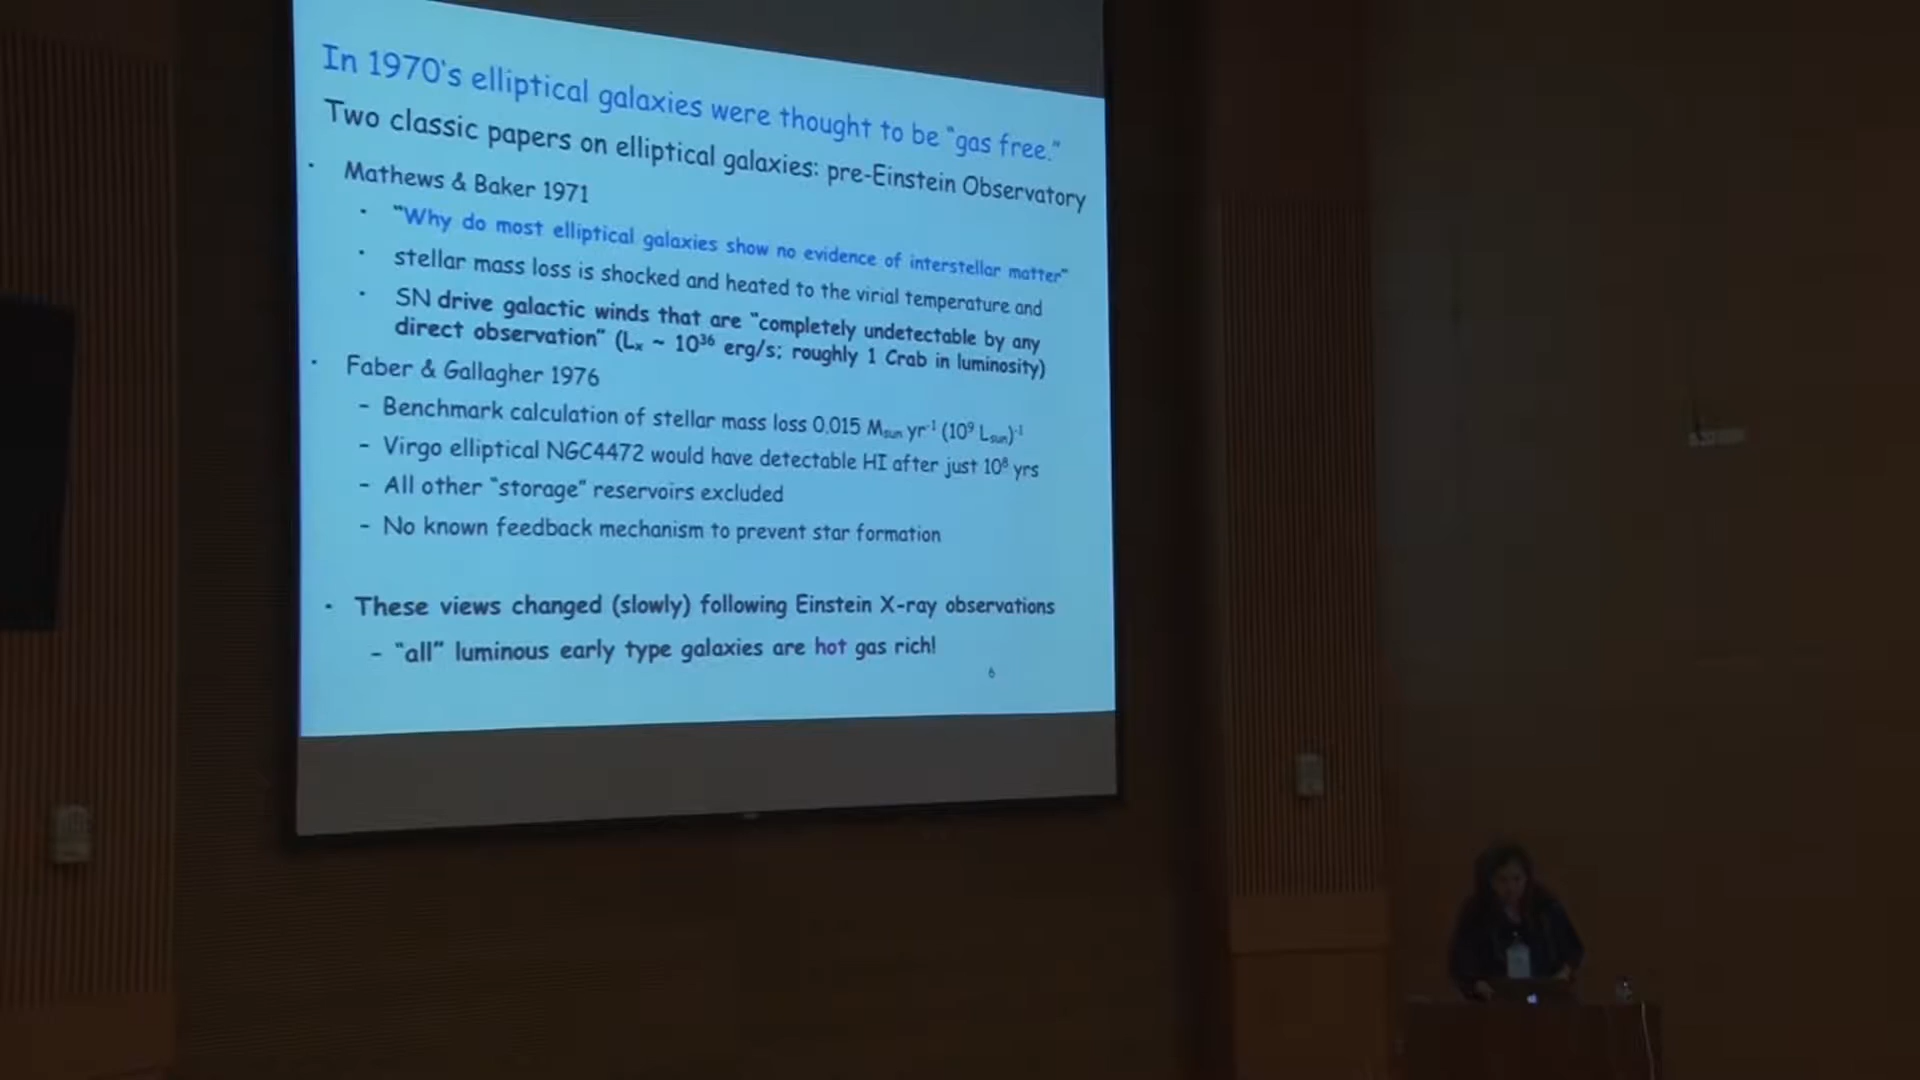 In 1970's elliptical galaxies were thought to be “gas free.”
Two classic papers on elliptical galaxies: pre-Einstein Observatory
· Mathews & Baker 1971
· “Why do most elliptical galaxies show no evidence of interstellar matter”
· stellar mass loss is shocked and heated to the virial temperature and
· SN drive galactic winds that are “completely undetectable by any
direct observation” (Lₓ ~ 10³⁶ erg/s; roughly 1 Crab in luminosity)
· Faber & Gallagher 1976
– Benchmark calculation of stellar mass loss 0.015 Msun yr⁻¹ (10⁹ Lsun)⁻¹
– Virgo elliptical NGC4472 would have detectable HI after just 10⁸ yrs
– All other “storage” reservoirs excluded
– No known feedback mechanism to prevent star formation
· These views changed (slowly) following Einstein X-ray observations
– “all” luminous early type galaxies are hot gas rich!
6